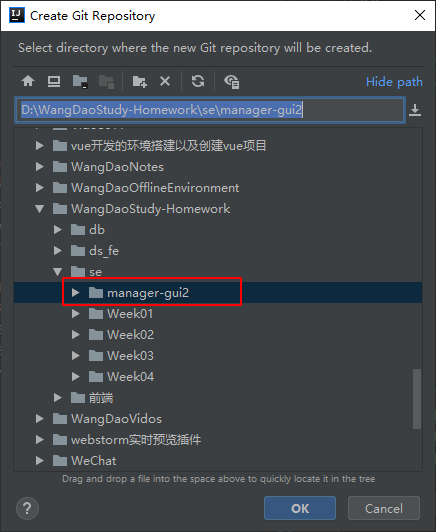 Create Git Repository
Select directory where the new Git repository will be created.
Hide path
D:\WangDaoStudy-Homework\se\manager-gui2
vue开发的环境搭建以及创建vue项目
WangDaoNotes
WangDaoOfflineEnvironment
WangDaoStudy-Homework
db
ds_fe
se
manager-gui2
Week01
Week02
Week03
Week04
前端
WangDaoVidos
webstorm实时预览插件
WeChat
Drag and drop a file into the space above to quickly locate it in the tree
?
OK
Cancel